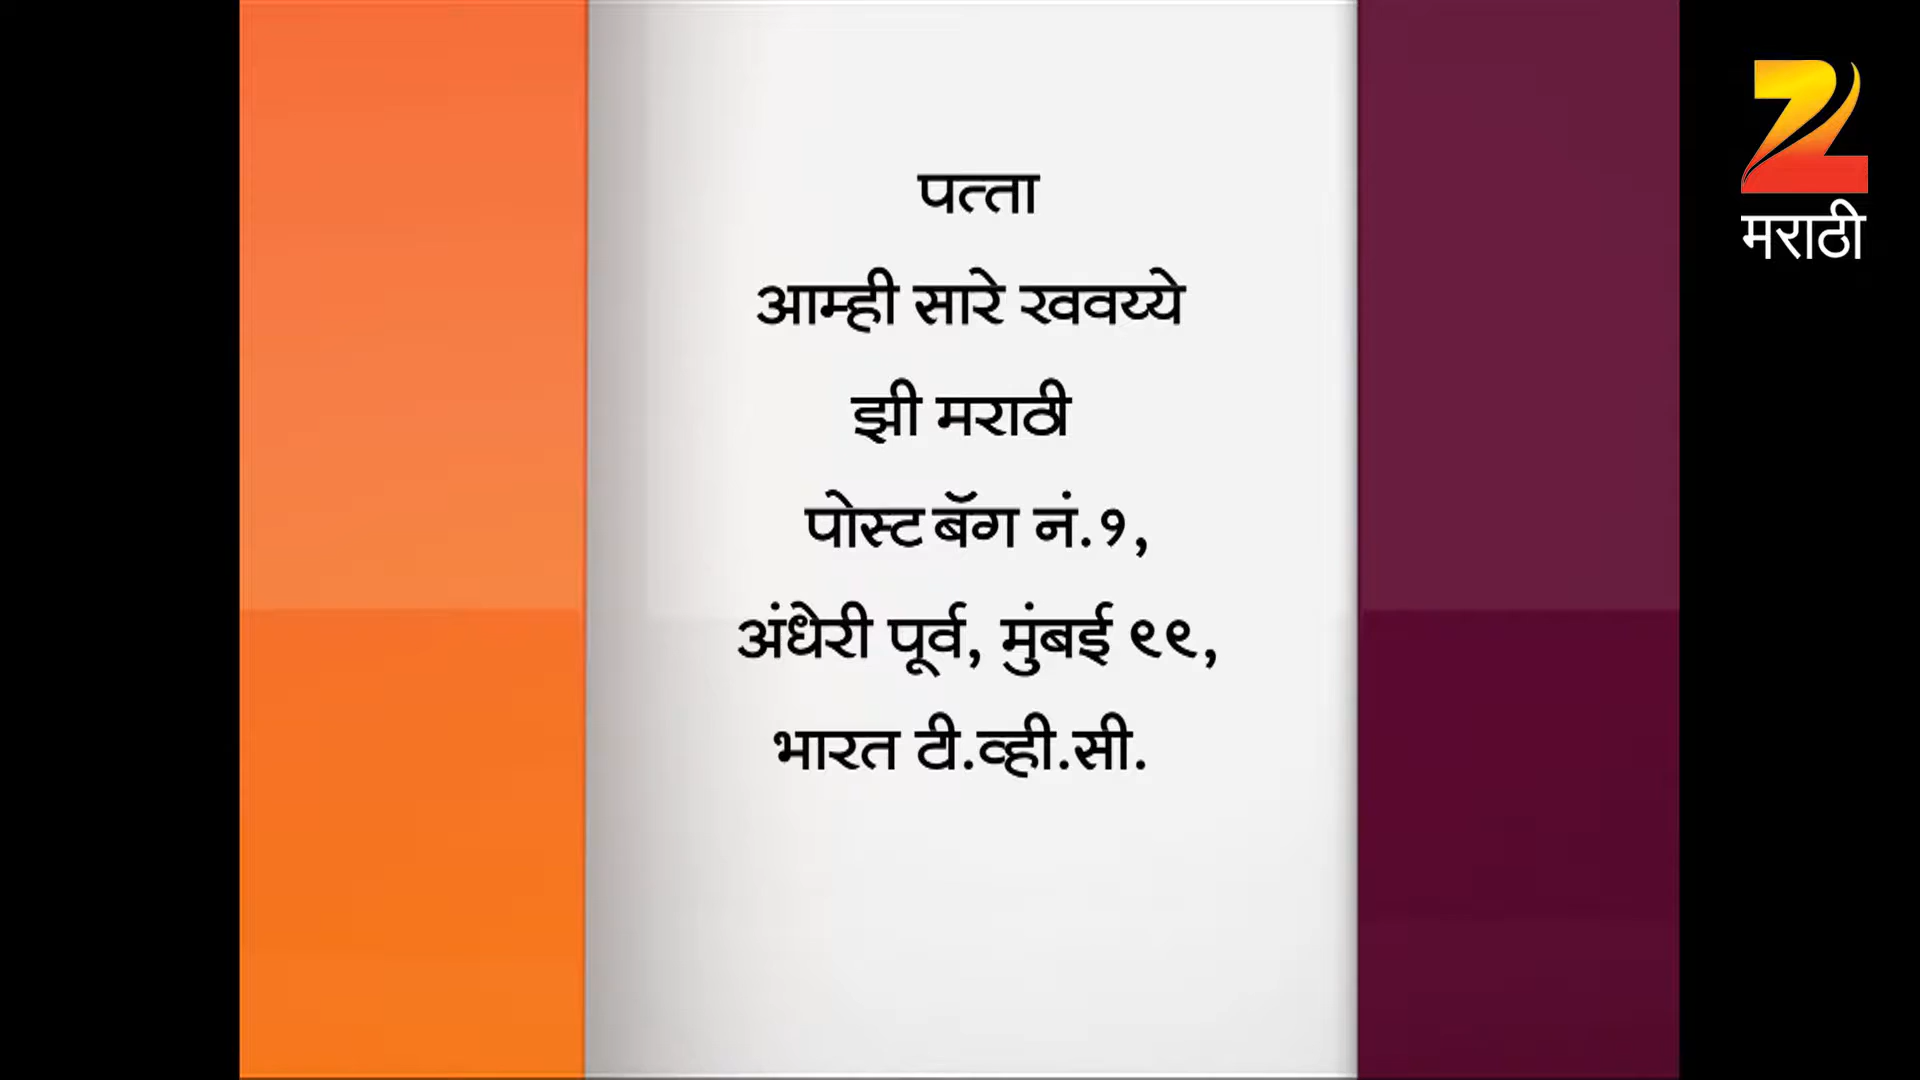 पत्ता
आम्ही सारे खवय्ये
झी मराठी
पोस्ट बॅग नं.१,
अंधेरी पूर्व, मुंबई ९९,
भारत टी.व्ही.सी.
मराठी